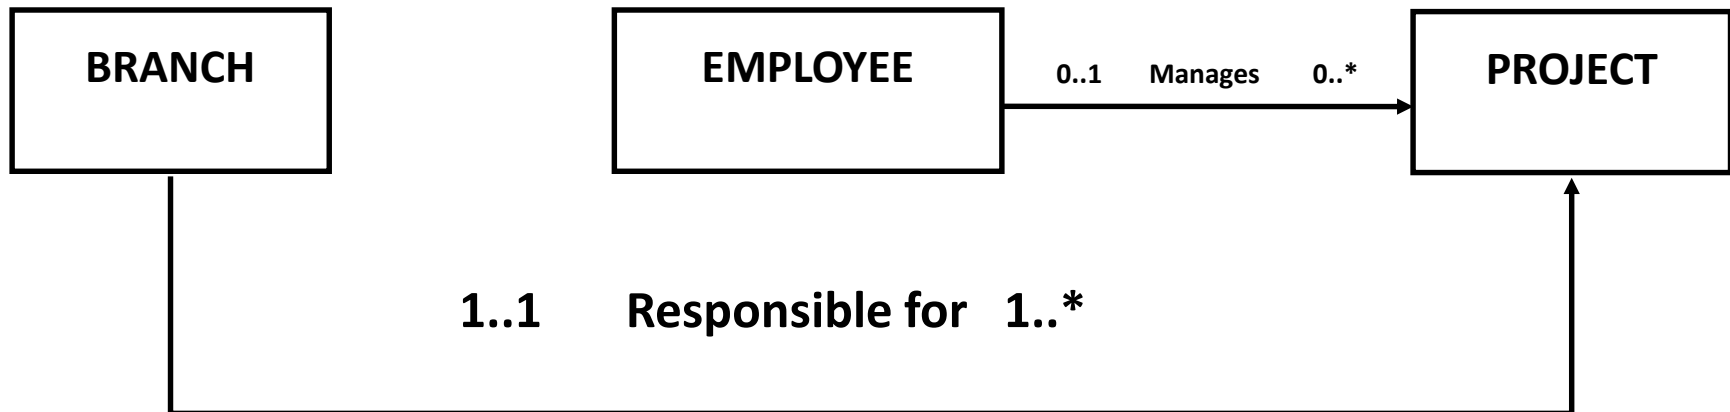 BRANCH
EMPLOYEE
0..1 Manages 0..*
PROJECT
1..1 Responsible for 1..*